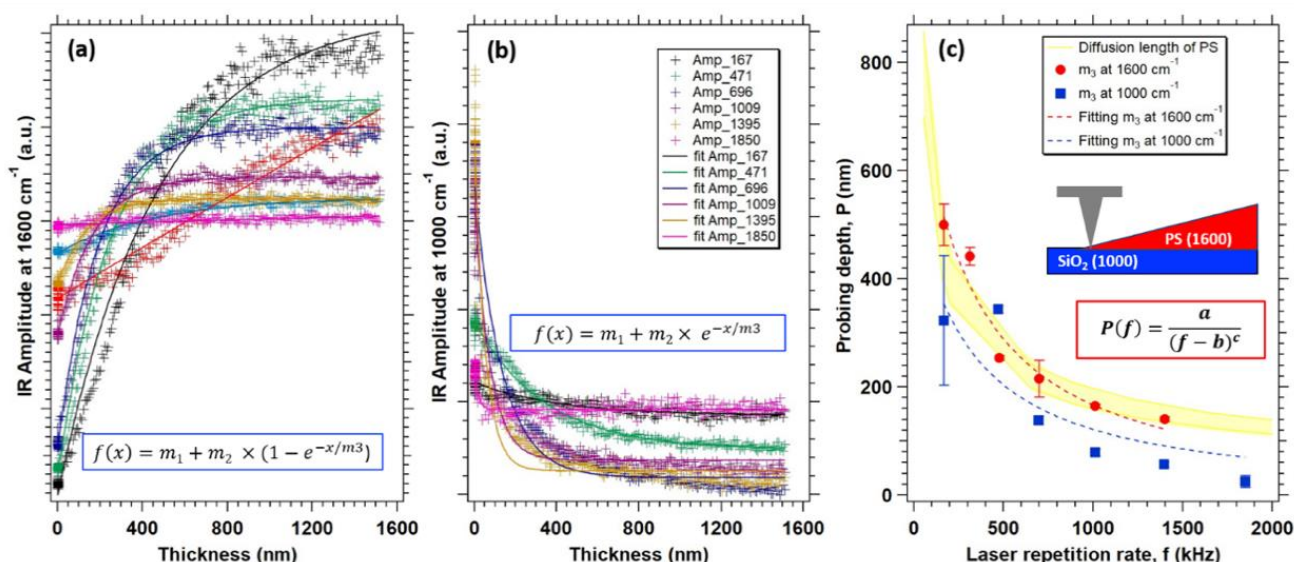 (a)
IR Amplitude at 1600 cm⁻¹ (a.u.)
f(x) = m₁ + m₂ × (1 − e^{−x/m3})
0
400
800
1200
1600
Thickness (nm)
(b)
IR Amplitude at 1000 cm⁻¹ (a.u.)
Amp_167
Amp_471
Amp_696
Amp_1009
Amp_1395
Amp_1850
fit Amp_167
fit Amp_471
fit Amp_696
fit Amp_1009
fit Amp_1395
fit Amp_1850
f(x) = m₁ + m₂ × e^{−x/m3}
0
400
800
1200
1600
Thickness (nm)
(c)
Probing depth, P (nm)
800
600
400
200
0
Diffusion length of PS
m₃ at 1600 cm⁻¹
m₃ at 1000 cm⁻¹
Fitting m₃ at 1600 cm⁻¹
Fitting m₃ at 1000 cm⁻¹
PS (1600)
SiO₂ (1000)
P(f) = a / (f − b)^c
0
500
1000
1500
2000
Laser repetition rate, f (kHz)